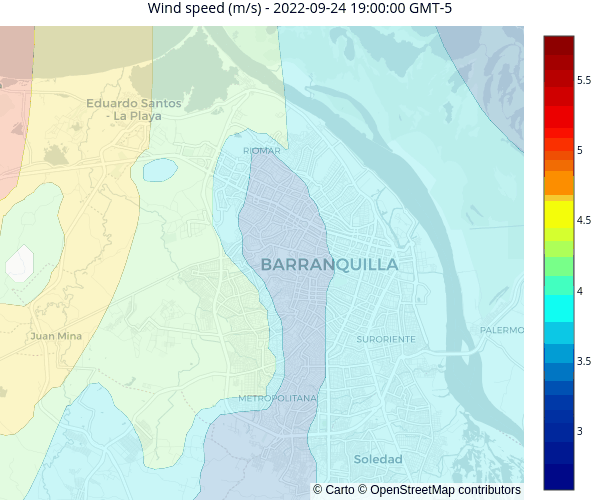 Wind speed (m/s) - 2022-09-24 19:00:00 GMT-5
Eduardo Santos
- La Playa
RIOMAR
BARRANQUILLA
Juan Mina
SURORIENTE
PALERMO
METROPOLITANA
Soledad
© Carto © OpenStreetMap contributors
5.5
5
4.5
4
3.5
3